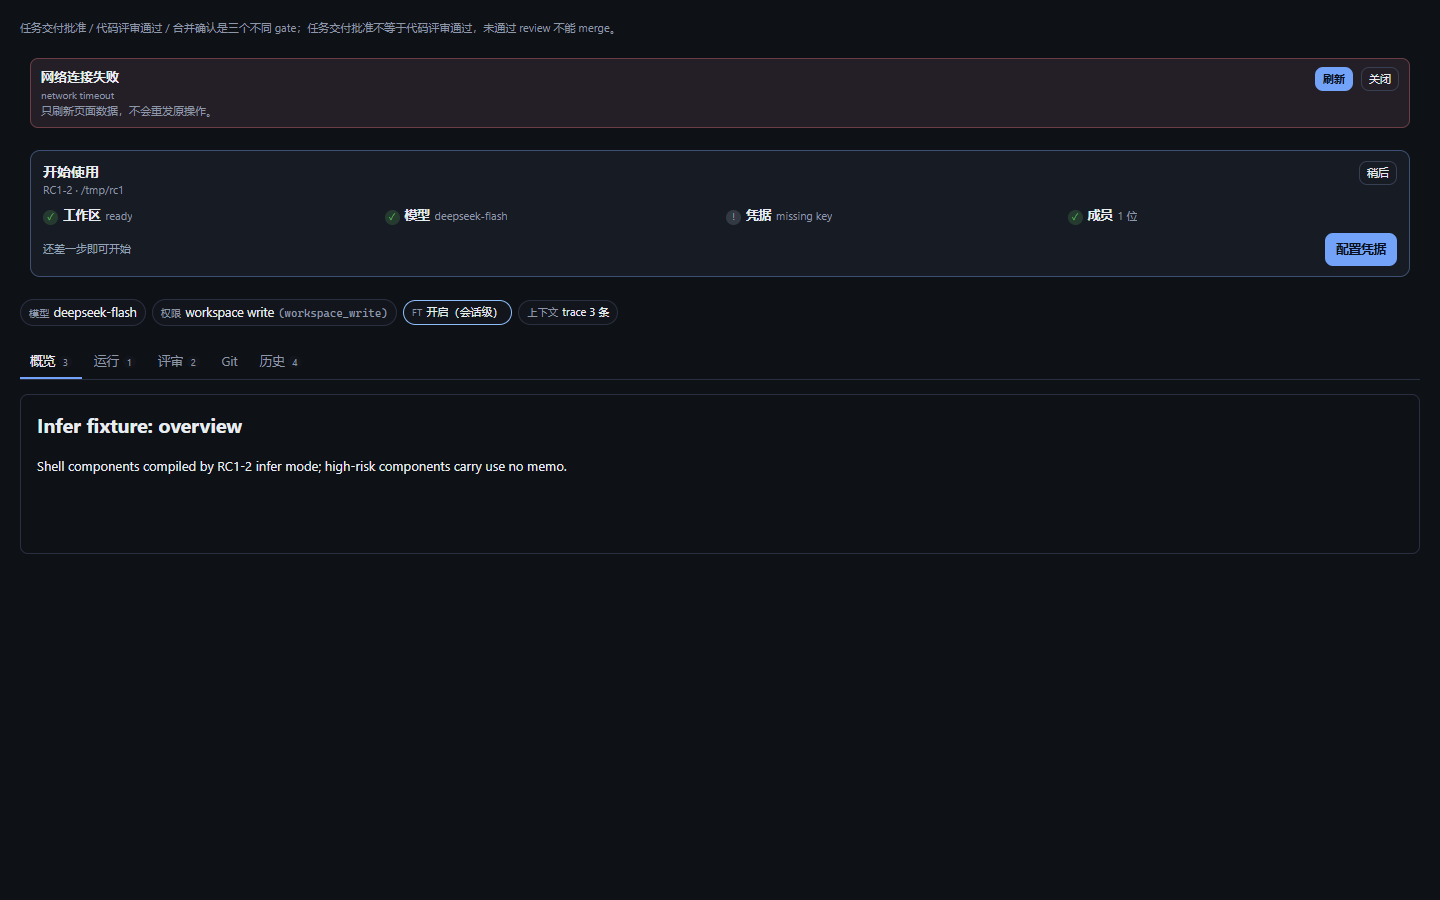 任务交付批准 / 代码评审通过 / 合并确认是三个不同 gate；任务交付批准不等于代码评审通过，未通过 review 不能 merge。
网络连接失败
刷新
关闭
network timeout
只刷新页面数据，不会重发原操作。
开始使用
稍后
RC1-2 · /tmp/rc1
✓ 工作区 ready
✓ 模型 deepseek-flash
! 凭据 missing key
✓ 成员 1 位
还差一步即可开始
配置凭据
模型 deepseek-flash
权限 workspace write (workspace_write)
FT 开启（会话级）
上下文 trace 3 条
概览 3
运行 1
评审 2
Git
历史 4
Infer fixture: overview
Shell components compiled by RC1-2 infer mode; high-risk components carry use no memo.